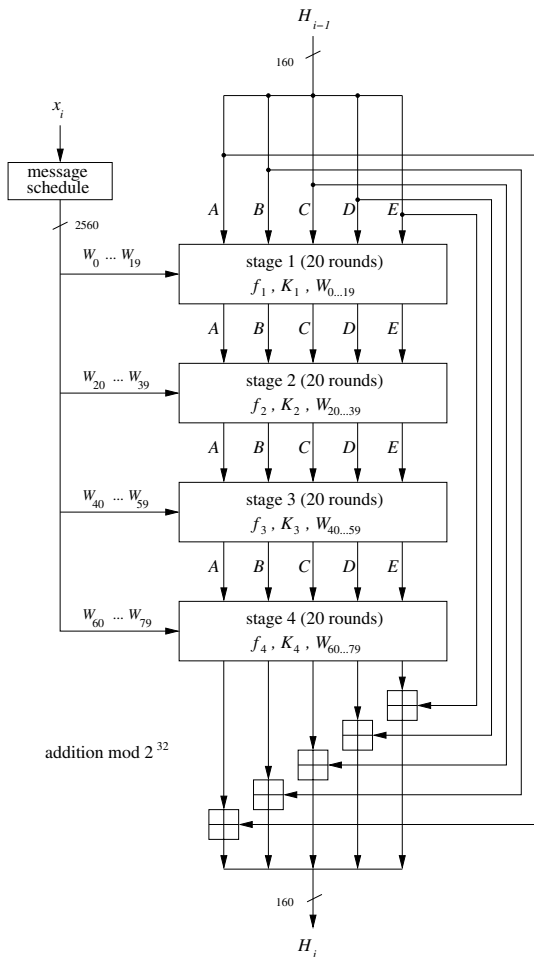 H_{i-1}
160
x_i
message
schedule
2560
A B C D E
W_0 ... W_19
stage 1 (20 rounds)
f_1 , K_1 , W_{0...19}
A B C D E
W_20 ... W_39
stage 2 (20 rounds)
f_2 , K_2 , W_{20...39}
A B C D E
W_40 ... W_59
stage 3 (20 rounds)
f_3 , K_3 , W_{40...59}
A B C D E
W_60 ... W_79
stage 4 (20 rounds)
f_4 , K_4 , W_{60...79}
addition mod 2^32
160
H_i